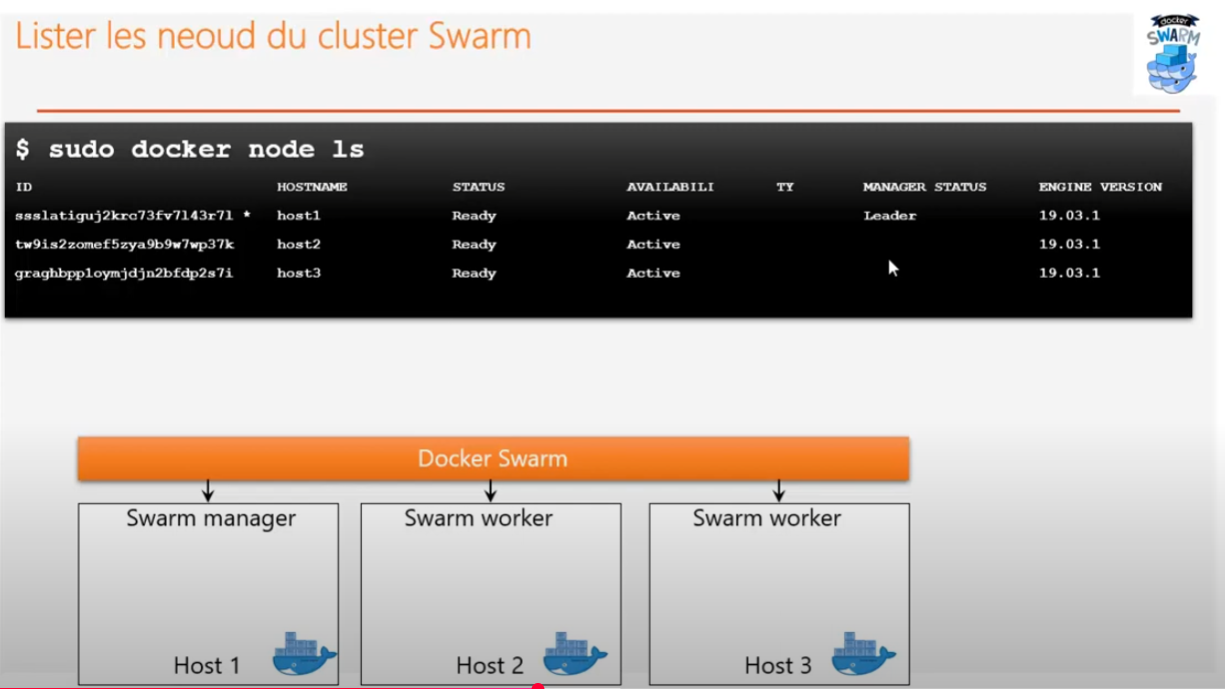 Lister les neoud du cluster Swarm
docker
SWARM
$ sudo docker node ls
ID HOSTNAME STATUS AVAILABILI TY MANAGER STATUS ENGINE VERSION
ssslatiguj2krc73fv7l43r7l * host1 Ready Active Leader 19.03.1
tw9is2zomef5zya9b9w7wp37k host2 Ready Active 19.03.1
graghbpploymjdjn2bfdp2s7i host3 Ready Active 19.03.1
Docker Swarm
Swarm manager Swarm worker Swarm worker
Host 1 Host 2 Host 3